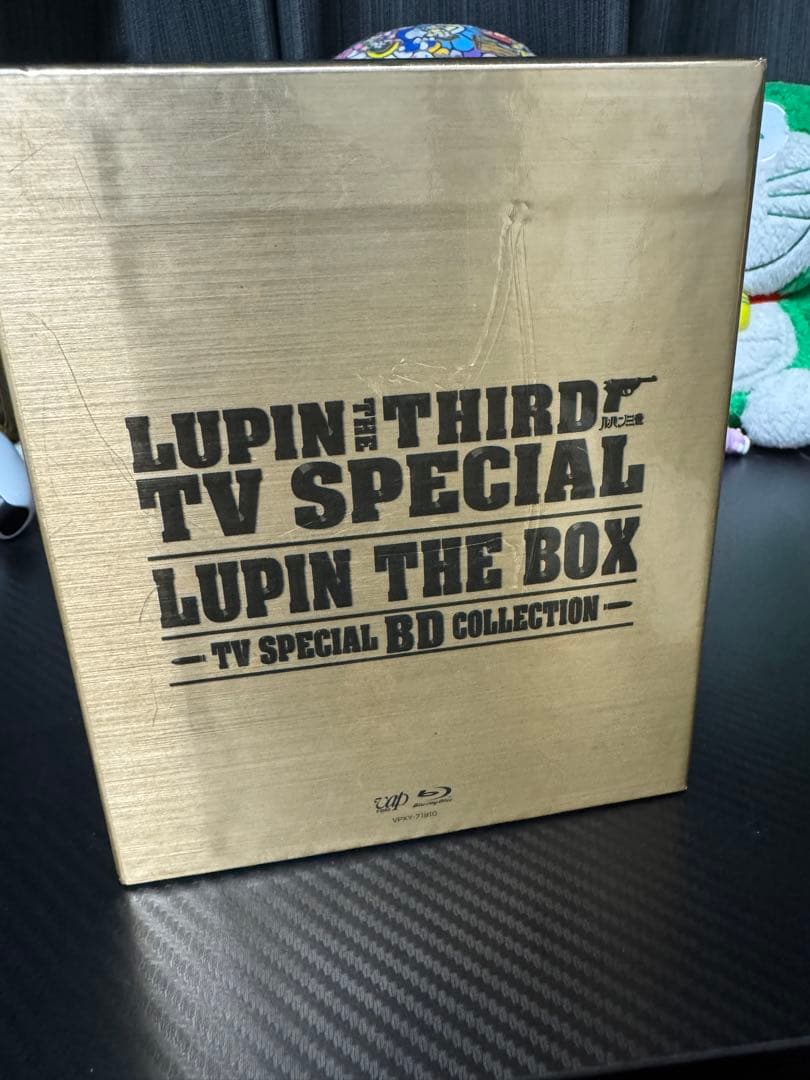 LUPIN THE THIRD
ルパン三世
TV SPECIAL
LUPIN THE BOX
TV SPECIAL BD COLLECTION
vap
Blu-ray Disc
VPXY-71910